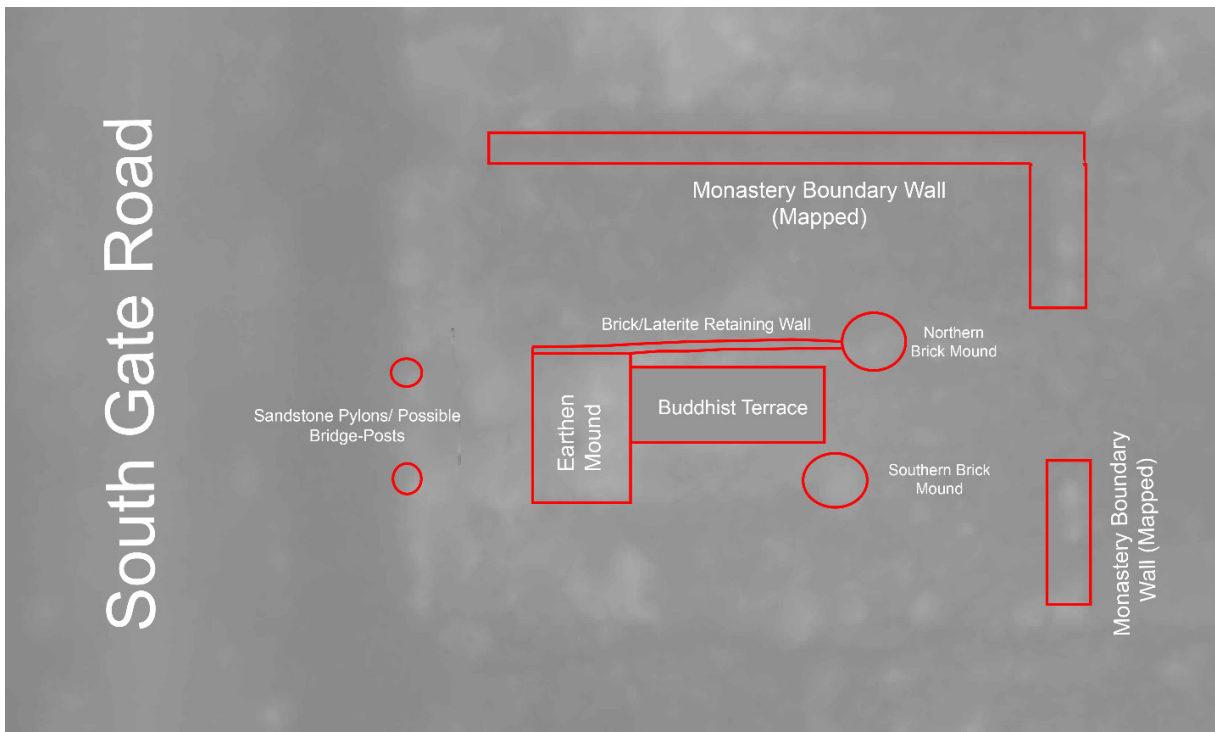 South Gate Road
Monastery Boundary Wall
(Mapped)
Brick/Laterite Retaining Wall
Northern
Brick Mound
Sandstone Pylons/ Possible
Bridge-Posts
Earthen
Mound
Buddhist Terrace
Southern Brick
Mound
Monastery Boundary
Wall (Mapped)